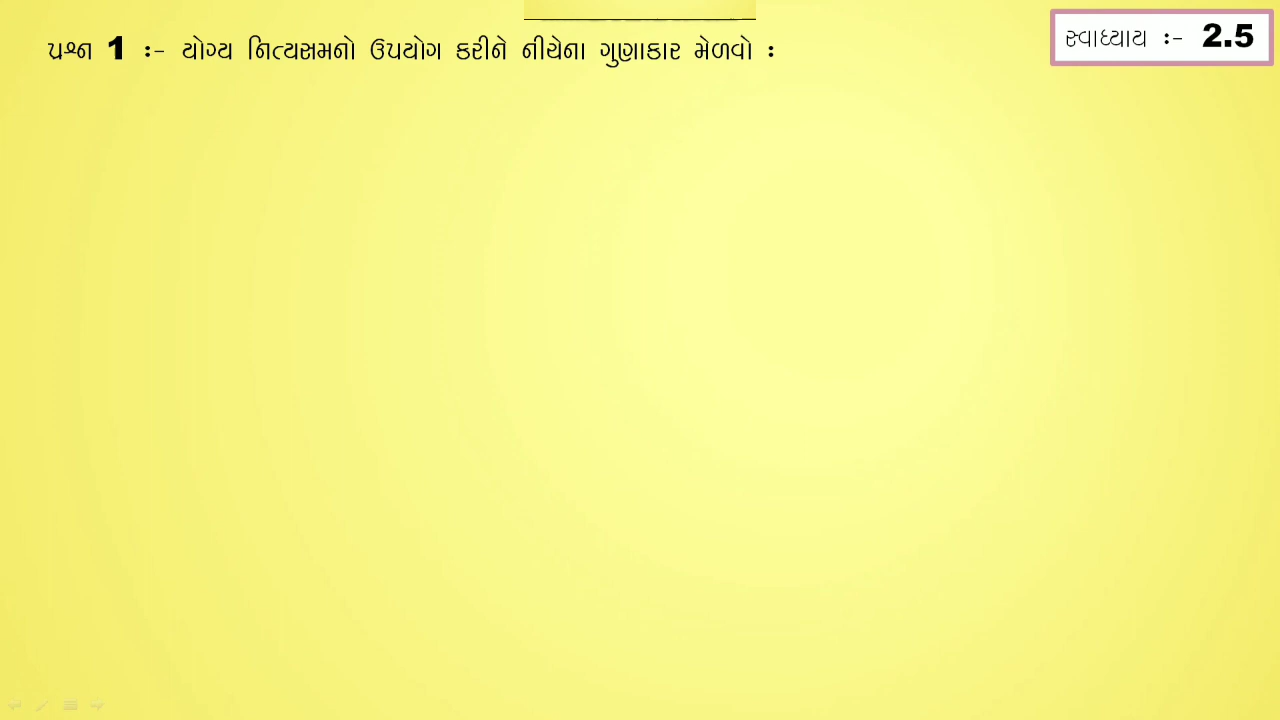 પ્રશ્ન 1 :- યોગ્ય નિત્યસમનો ઉપયોગ કરીને નીચેના ગુણાકાર મેળવો :
સ્વાધ્યાય :- 2.5